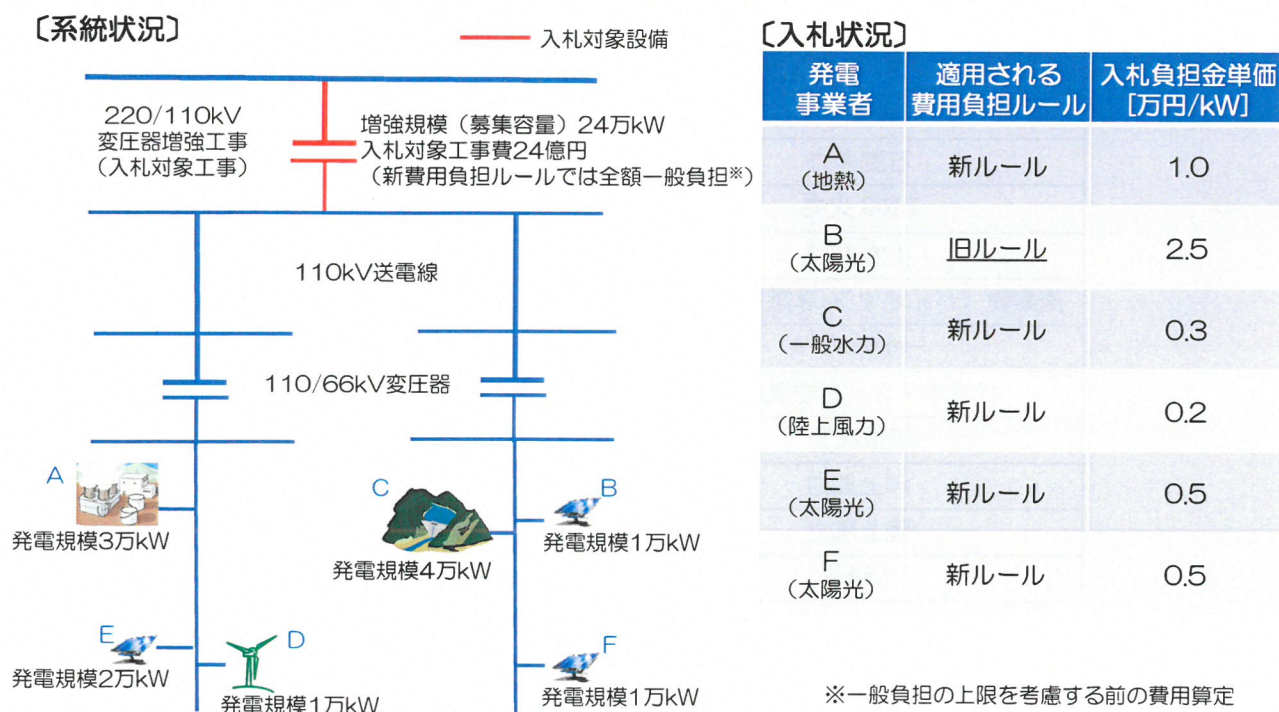 〔系統状況〕
入札対象設備
220/110kV
変圧器増強工事
（入札対象工事）
増強規模（募集容量）24万kW
入札対象工事費24億円
（新費用負担ルールでは全額一般負担※）
110kV送電線
110/66kV変圧器
A
発電規模3万kW
C
発電規模4万kW
B
発電規模1万kW
E
発電規模2万kW
D
発電規模1万kW
F
発電規模1万kW
〔入札状況〕
発電
事業者
適用される
費用負担ルール
入札負担金単価
[万円/kW]
A
（地熱）
新ルール
1.0
B
（太陽光）
旧ルール
2.5
C
（一般水力）
新ルール
0.3
D
（陸上風力）
新ルール
0.2
E
（太陽光）
新ルール
0.5
F
（太陽光）
新ルール
0.5
※一般負担の上限を考慮する前の費用算定